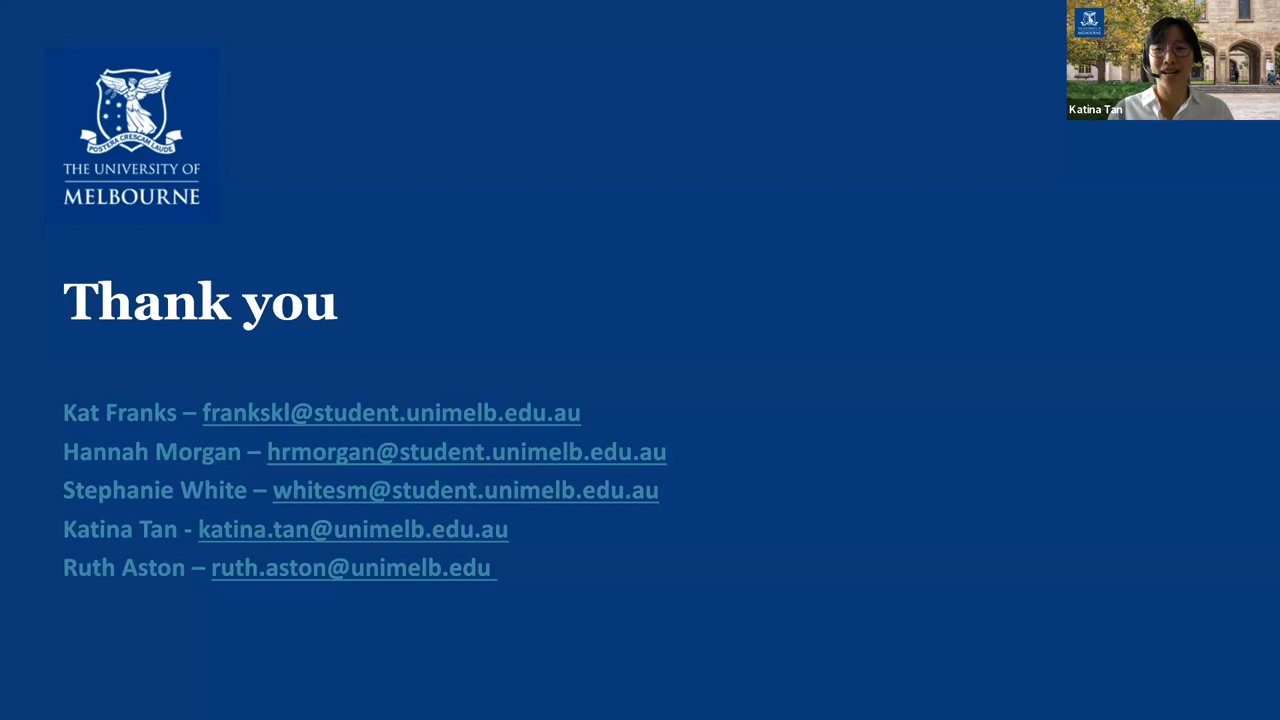 POSTERA CRESCAM LAUDE
THE UNIVERSITY OF
MELBOURNE
MELBOURNE
Katina Tan
Thank you
Kat Franks – frankskl@student.unimelb.edu.au
Hannah Morgan – hrmorgan@student.unimelb.edu.au
Stephanie White – whitesm@student.unimelb.edu.au
Katina Tan - katina.tan@unimelb.edu.au
Ruth Aston – ruth.aston@unimelb.edu